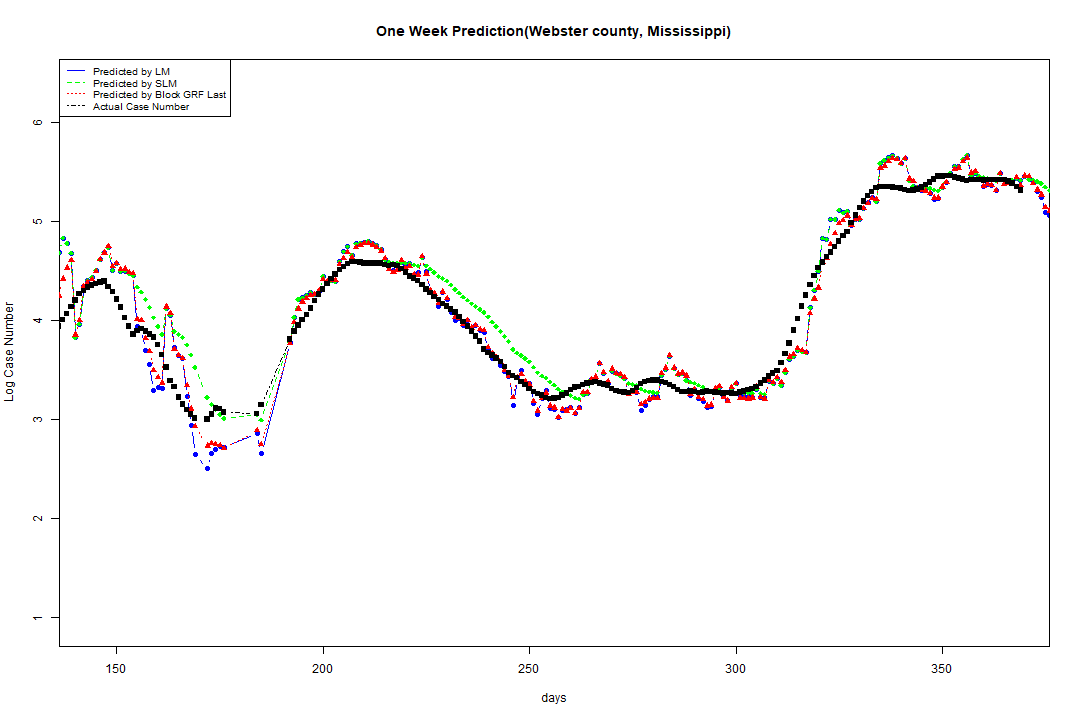 One Week Prediction(Webster county, Mississippi)
Predicted by LM
Predicted by SLM
Predicted by Block GRF Last
Actual Case Number
Log Case Number
6
5
4
3
2
1
150 200 250 300 350
days